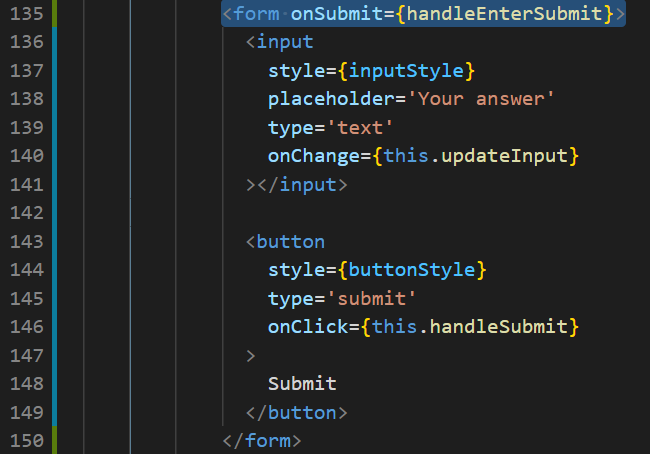 135 <form onSubmit={handleEnterSubmit}>
136 <input
137 style={inputStyle}
138 placeholder='Your answer'
139 type='text'
140 onChange={this.updateInput}
141 ></input>
142
143 <button
144 style={buttonStyle}
145 type='submit'
146 onClick={this.handleSubmit}
147 >
148 Submit
149 </button>
150 </form>